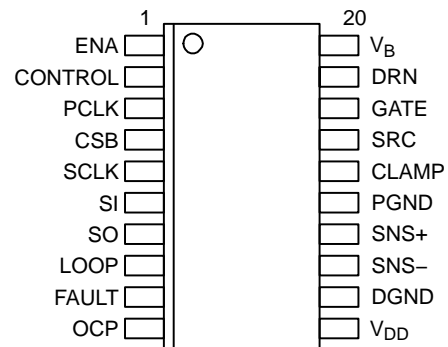 1 20
ENA VB
CONTROL DRN
PCLK GATE
CSB SRC
SCLK CLAMP
SI PGND
SO SNS+
LOOP SNS−
FAULT DGND
OCP VDD